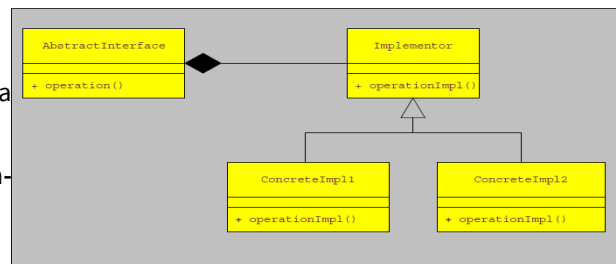 AbstractInterface
Implementor
a
+ operation()
+ operationImpl()
-
ConcreteImpl1
ConcreteImpl2
+ operationImpl()
+ operationImpl()